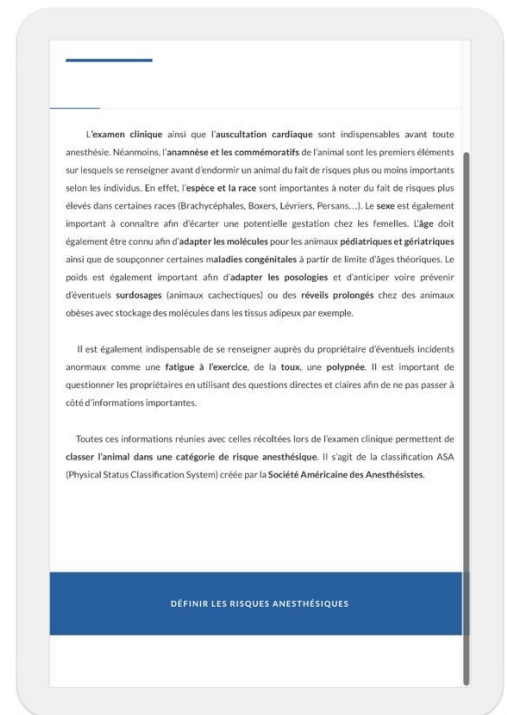 L'examen clinique ainsi que l'auscultation cardiaque sont indispensables avant toute
anesthésie. Néanmoins, l'anamnèse et les commémoratifs de l'animal sont les premiers éléments
sur lesquels se renseigner avant d'endormir un animal du fait de risques plus ou moins importants
selon les individus. En effet, l'espèce et la race sont importantes à noter du fait de risques plus
élevés dans certaines races (Brachycéphales, Boxers, Lévriers, Persans…). Le sexe est également
important à connaître afin d'écarter une potentielle gestation chez les femelles. L'âge doit
également être connu afin d'adapter les molécules pour les animaux pédiatriques et gériatriques
ainsi que de soupçonner certaines maladies congénitales à partir de limite d'âges théoriques. Le
poids est également important afin d'adapter les posologies et d'anticiper voire prévenir
d'éventuels surdosages (animaux cachectiques) ou des réveils prolongés chez des animaux
obèses avec stockage des molécules dans les tissus adipeux par exemple.
Il est également indispensable de se renseigner auprès du propriétaire d'éventuels incidents
anormaux comme une fatigue à l'exercice, de la toux, une polypnée. Il est important de
questionner les propriétaires en utilisant des questions directes et claires afin de ne pas passer à
côté d'informations importantes.
Toutes ces informations réunies avec celles récoltées lors de l'examen clinique permettent de
classer l'animal dans une catégorie de risque anesthésique. Il s'agit de la classification ASA
(Physical Status Classification System) créée par la Société Américaine des Anesthésistes.
DÉFINIR LES RISQUES ANESTHÉSIQUES